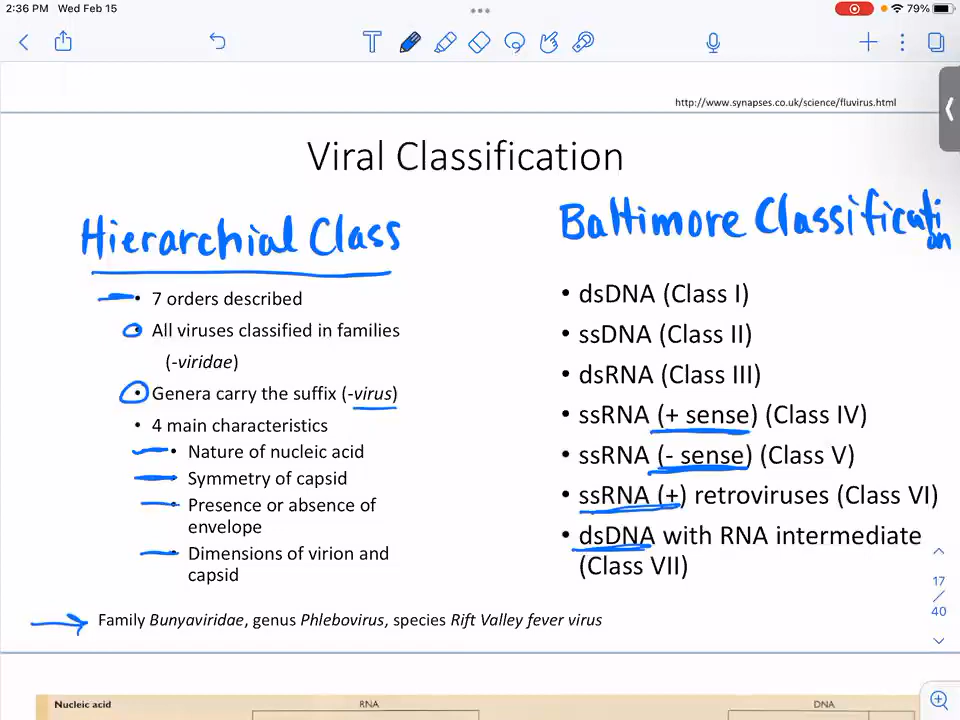 2:36 PM Wed Feb 15
79%
http://www.synapses.co.uk/science/fluvirus.html
Viral Classification
Hierarchial Class
• 7 orders described
• All viruses classified in families
(-viridae)
• Genera carry the suffix (-virus)
• 4 main characteristics
• Nature of nucleic acid
• Symmetry of capsid
• Presence or absence of
envelope
• Dimensions of virion and
capsid
Baltimore Classification
• dsDNA (Class I)
• ssDNA (Class II)
• dsRNA (Class III)
• ssRNA (+ sense) (Class IV)
• ssRNA (- sense) (Class V)
• ssRNA (+) retroviruses (Class VI)
• dsDNA with RNA intermediate
(Class VII)
Family Bunyaviridae, genus Phlebovirus, species Rift Valley fever virus
17
/
40
Nucleic acid RNA DNA